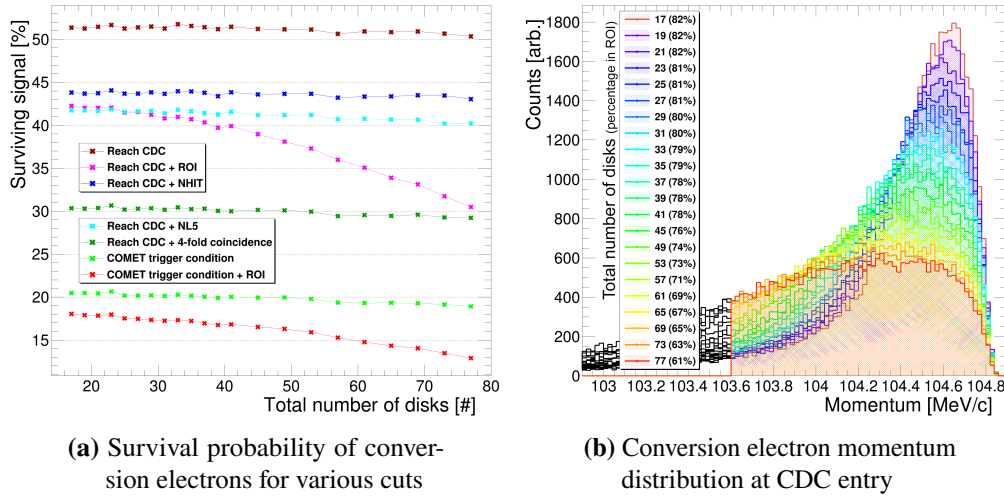 Surviving signal [%]
50
45
40
35
30
25
20
15
Reach CDC
Reach CDC + ROI
Reach CDC + NHIT
Reach CDC + NL5
Reach CDC + 4-fold coincidence
COMET trigger condition
COMET trigger condition + ROI
20 30 40 50 60 70 80
Total number of disks [#]
(a) Survival probability of conver-
sion electrons for various cuts
Counts [arb.]
1800
1600
1400
1200
1000
800
600
400
200
0
Total number of disks (percentage in ROI)
17 (82%)
19 (82%)
21 (82%)
23 (81%)
25 (81%)
27 (81%)
29 (80%)
31 (80%)
33 (79%)
35 (79%)
37 (78%)
39 (78%)
41 (78%)
45 (76%)
49 (74%)
53 (73%)
57 (71%)
61 (69%)
65 (67%)
69 (65%)
73 (63%)
77 (61%)
103 103.2 103.4 103.6 103.8 104 104.2 104.4 104.6 104.8
Momentum [MeV/c]
(b) Conversion electron momentum
distribution at CDC entry